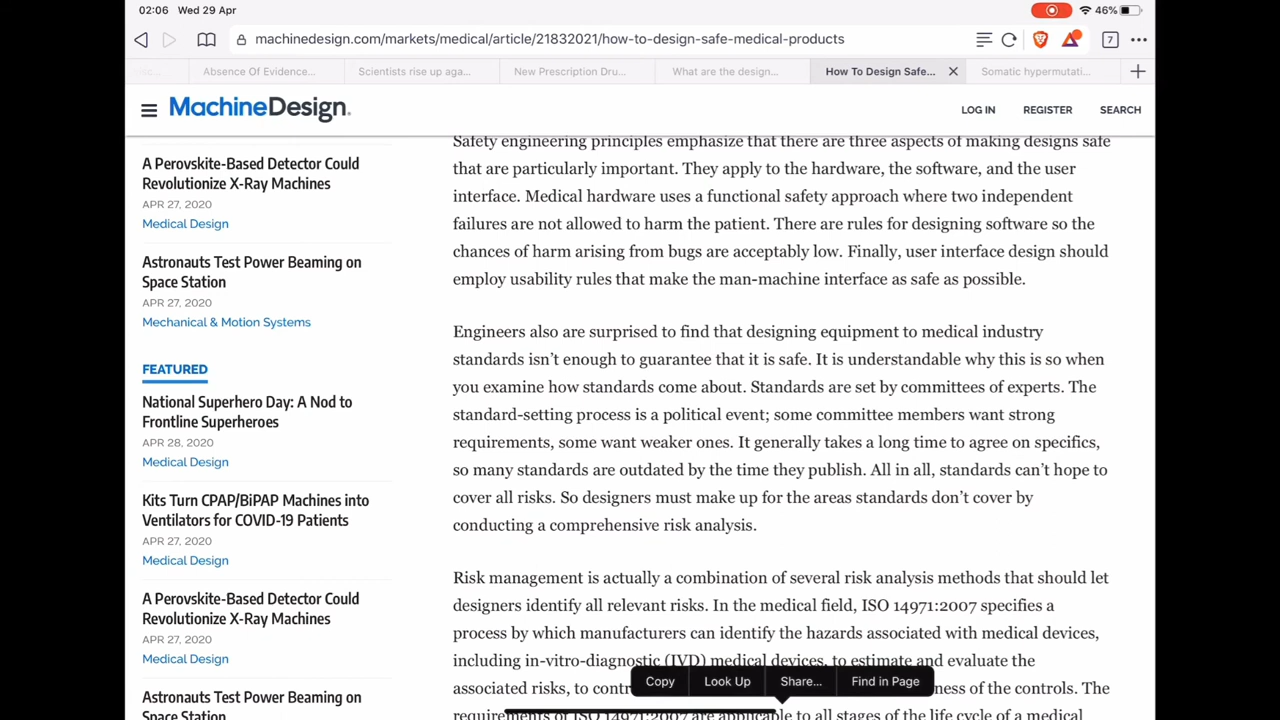 02:06 Wed 29 Apr
46%
machinedesign.com/markets/medical/article/21832021/how-to-design-safe-medical-products
7
sc...
Absence Of Evidence...
Scientists rise up aga...
New Prescription Dru...
What are the design...
How To Design Safe...
Somatic hypermutati...
MachineDesign.
LOG IN
REGISTER
SEARCH
A Perovskite-Based Detector Could
Revolutionize X-Ray Machines
APR 27, 2020
Medical Design
Astronauts Test Power Beaming on
Space Station
APR 27, 2020
Mechanical & Motion Systems
FEATURED
National Superhero Day: A Nod to
Frontline Superheroes
APR 28, 2020
Medical Design
Kits Turn CPAP/BiPAP Machines into
Ventilators for COVID-19 Patients
APR 27, 2020
Medical Design
A Perovskite-Based Detector Could
Revolutionize X-Ray Machines
APR 27, 2020
Medical Design
Astronauts Test Power Beaming on
Space Station
Safety engineering principles emphasize that there are three aspects of making designs safe
that are particularly important. They apply to the hardware, the software, and the user
interface. Medical hardware uses a functional safety approach where two independent
failures are not allowed to harm the patient. There are rules for designing software so the
chances of harm arising from bugs are acceptably low. Finally, user interface design should
employ usability rules that make the man-machine interface as safe as possible.
Engineers also are surprised to find that designing equipment to medical industry
standards isn't enough to guarantee that it is safe. It is understandable why this is so when
you examine how standards come about. Standards are set by committees of experts. The
standard-setting process is a political event; some committee members want strong
requirements, some want weaker ones. It generally takes a long time to agree on specifics,
so many standards are outdated by the time they publish. All in all, standards can't hope to
cover all risks. So designers must make up for the areas standards don't cover by
conducting a comprehensive risk analysis.
Risk management is actually a combination of several risk analysis methods that should let
designers identify all relevant risks. In the medical field, ISO 14971:2007 specifies a
process by which manufacturers can identify the hazards associated with medical devices,
including in-vitro-diagnostic (IVD) medical devices, to estimate and evaluate the
associated risks, to contr ness of the controls. The
requirements of ISO 14971:2007 are applicable to all stages of the life cycle of a medical
Copy
Look Up
Share...
Find in Page